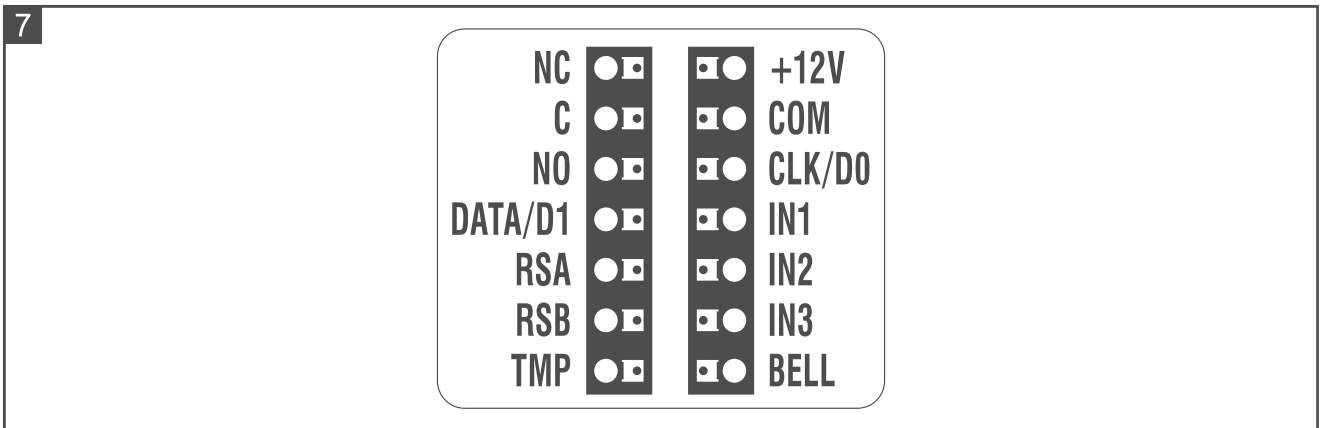 7
NC +12V
C COM
NO CLK/D0
DATA/D1 IN1
RSA IN2
RSB IN3
TMP BELL